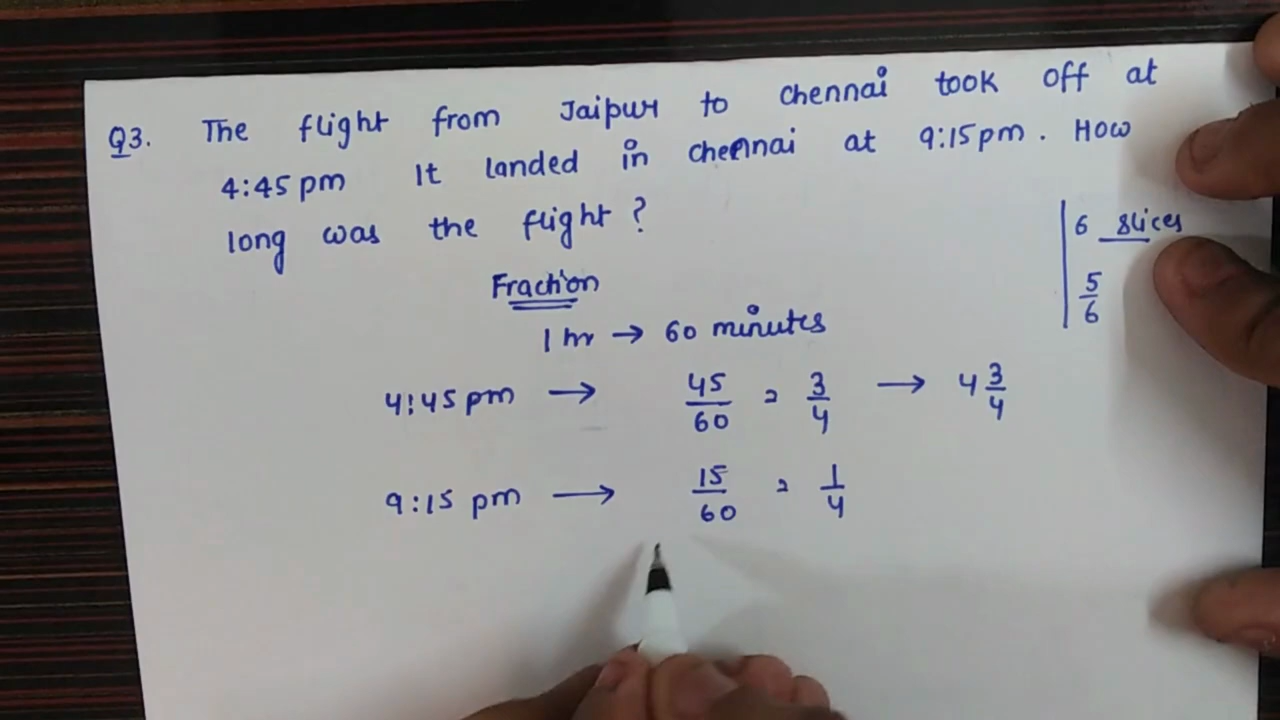 Q3. The flight from Jaipur to chennai took off at
4:45 pm It landed in chennai at 9:15 pm. How
long was the flight?
6 slices
5/6
Fraction
1 hr → 60 minutes
4:45 pm → 45/60 = 3/4 → 4 3/4
9:15 pm → 15/60 = 1/4